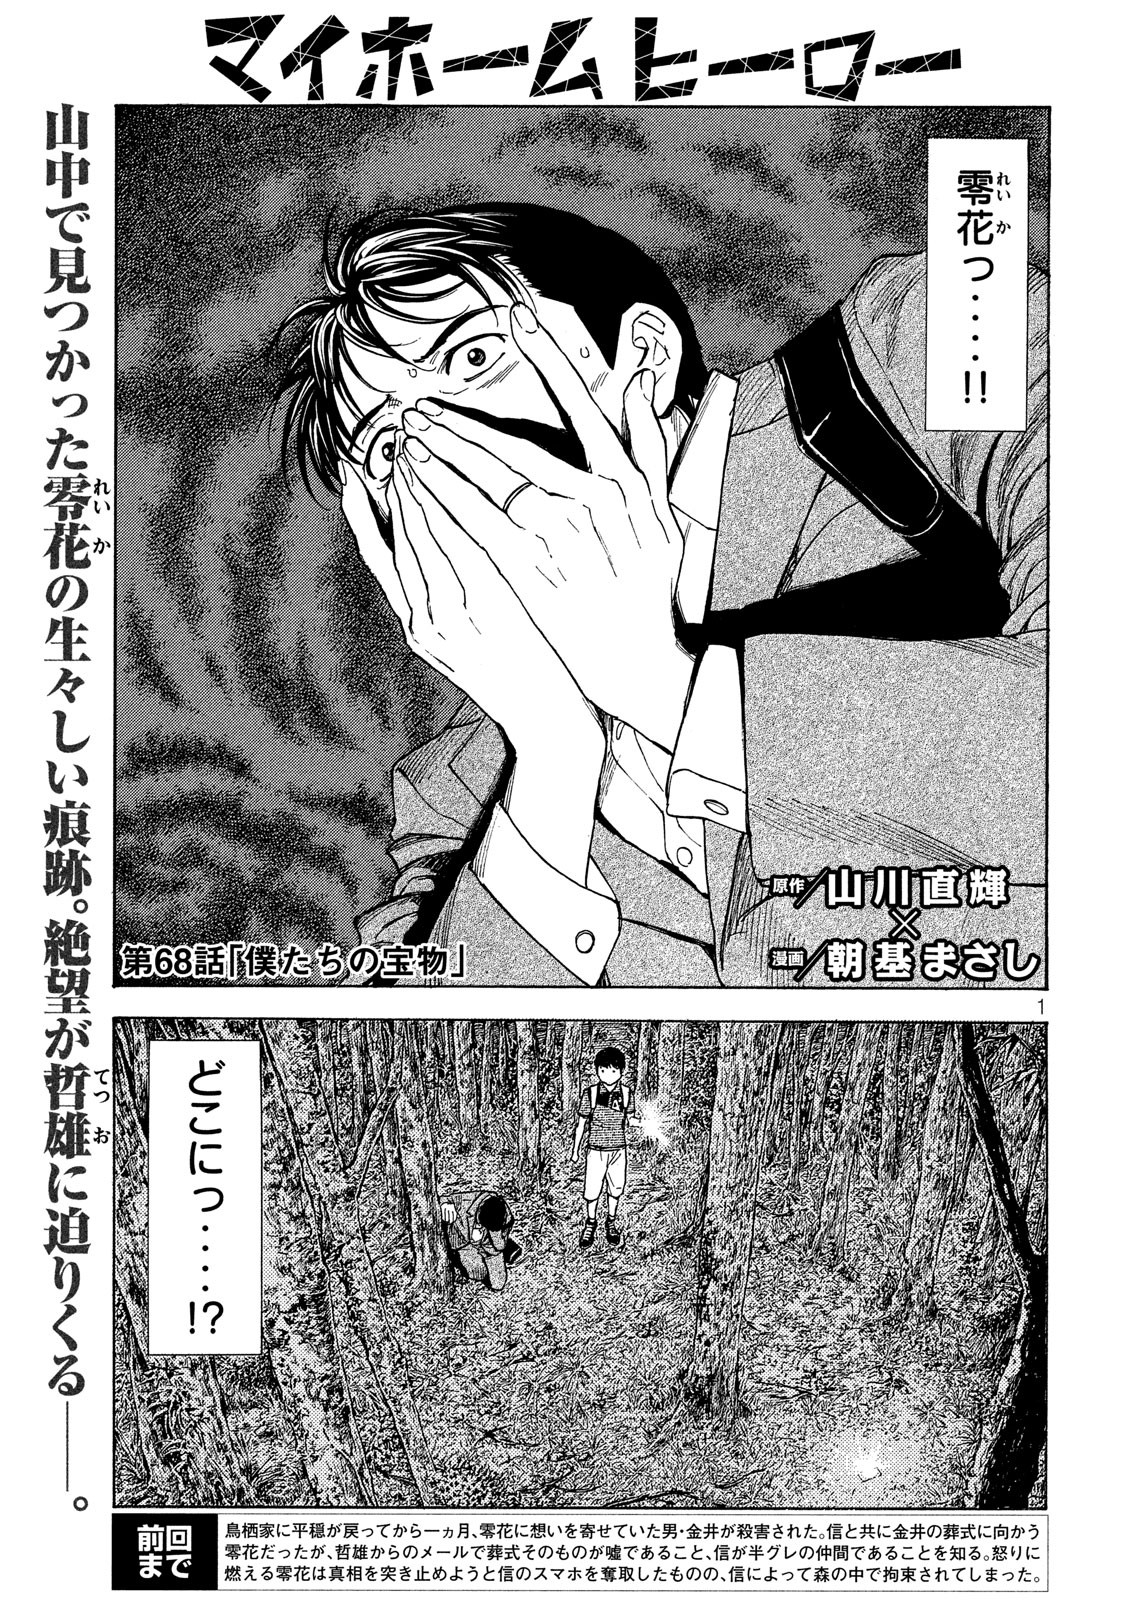 マイホームヒーロー
山中で見つかった零花の生々しい痕跡。絶望が哲雄に迫りくる——。
れいか
てつお
零花っ‥‥‥!!
れいか
原作/山川直輝
×
漫画/朝基まさし
第68話「僕たちの宝物」
1
どこにっ‥‥‥!?
前回まで
鳥栖家に平穏が戻ってから一ヵ月、零花に想いを寄せていた男・金井が殺害された。信と共に金井の葬式に向かう
零花だったが、哲雄からのメールで葬式そのものが嘘であること、信が半グレの仲間であることを知る。怒りに
燃える零花は真相を突き止めようと信のスマホを奪取したものの、信によって森の中で拘束されてしまった。